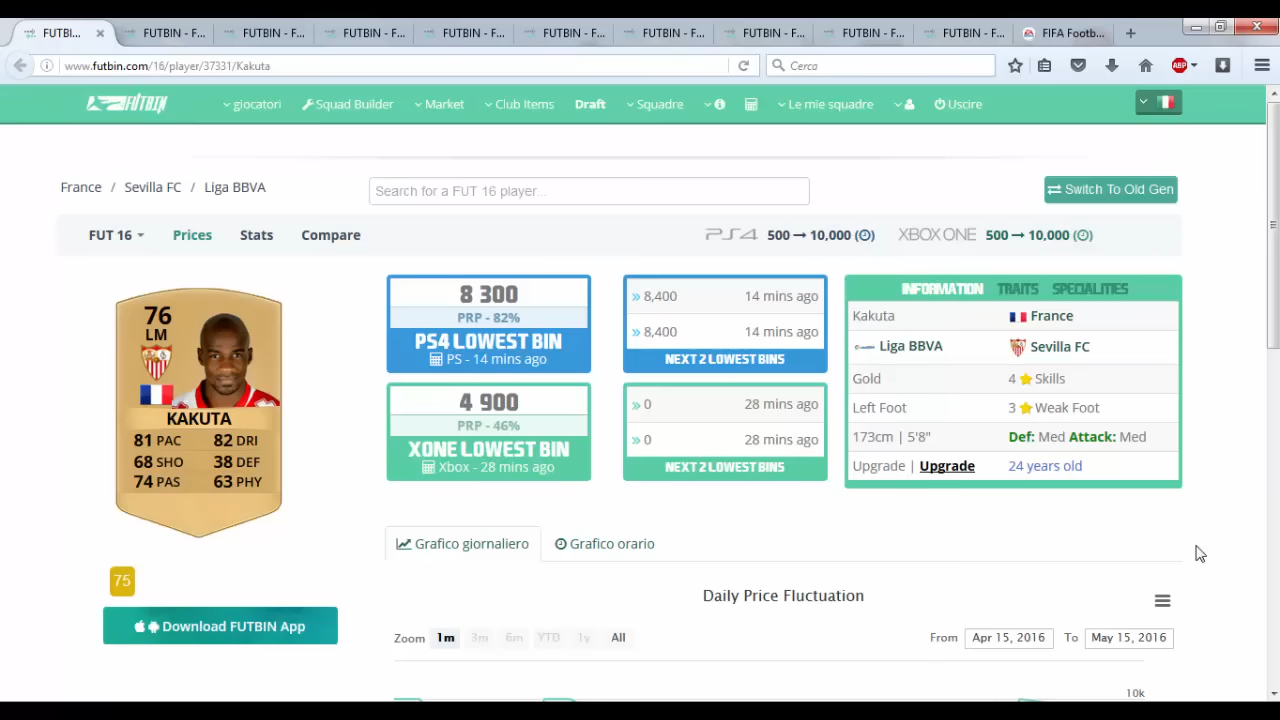 FUTBI...
FUTBIN - F...
FUTBIN - F...
FUTBIN - F...
FUTBIN - F...
FUTBIN - F...
FUTBIN - F...
FUTBIN - F...
FUTBIN - F...
FUTBIN - F...
FIFA Footb...
www.futbin.com/16/player/37331/Kakuta
Cerca
ABP
FUTBIN
giocatori
Squad Builder
Market
Club Items
Draft
Squadre
Le mie squadre
Uscire
France / Sevilla FC / Liga BBVA
Search for a FUT 16 player...
Switch To Old Gen
FUT 16
Prices
Stats
Compare
PS4 500 → 10,000
XBOX ONE 500 → 10,000
76
LM
KAKUTA
81 PAC 82 DRI
68 SHO 38 DEF
74 PAS 63 PHY
75
Download FUTBIN App
8 300
PRP - 82%
PS4 LOWEST BIN
PS - 14 mins ago
» 8,400 14 mins ago
» 8,400 14 mins ago
NEXT 2 LOWEST BINS
4 900
PRP - 46%
XONE LOWEST BIN
Xbox - 28 mins ago
» 0 28 mins ago
» 0 28 mins ago
NEXT 2 LOWEST BINS
INFORMATION TRAITS SPECIALITIES
Kakuta France
Liga BBVA Sevilla FC
Gold 4 Skills
Left Foot 3 Weak Foot
173cm | 5'8" Def: Med Attack: Med
Upgrade | Upgrade 24 years old
Grafico giornaliero
Grafico orario
Daily Price Fluctuation
Zoom 1m 3m 6m YTD 1y All
From Apr 15, 2016 To May 15, 2016
10k